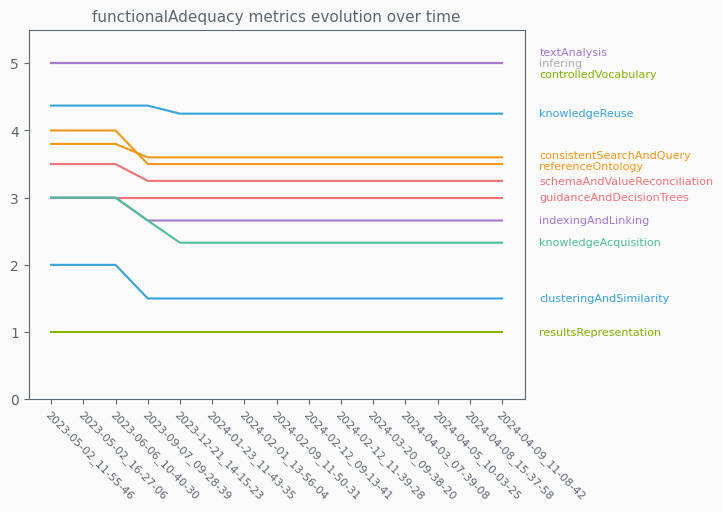 functionalAdequacy metrics evolution over time
5
4
3
2
1
0
textAnalysis
infering
controlledVocabulary
knowledgeReuse
consistentSearchAndQuery
referenceOntology
schemaAndValueReconciliation
guidanceAndDecisionTrees
indexingAndLinking
knowledgeAcquisition
clusteringAndSimilarity
resultsRepresentation
2023-05-02_11-55-46
2023-05-02_16-27-06
2023-06-06_10-40-30
2023-09-07_09-28-39
2023-12-21_14-15-23
2024-01-23_11-43-35
2024-02-01_13-56-04
2024-02-09_11-50-31
2024-02-12_09-13-41
2024-02-12_11-39-28
2024-03-20_09-38-20
2024-04-03_07-39-08
2024-04-05_10-03-25
2024-04-08_15-37-58
2024-04-09_11-08-42